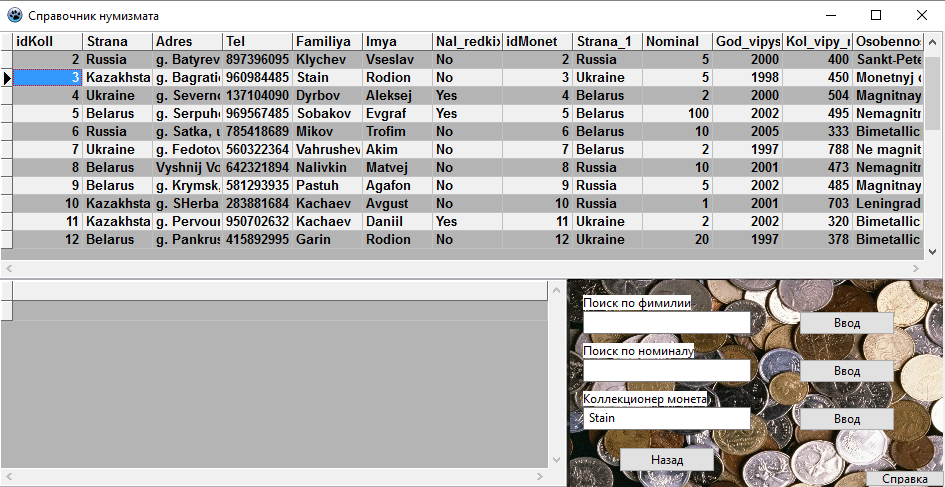 Справочник нумизмата
idKoll Strana Adres Tel Familiya Imya Nal_redkix idMonet Strana_1 Nominal God_vipys Kol_vipy_ Osobennos
2 Russia g. Batyrev 897396095 Klychev Vseslav No 2 Russia 5 2000 400 Sankt-Pete
3 Kazakhsta g. Bagratio 960984485 Stain Rodion No 3 Ukraine 5 1998 450 Monetnyj d
4 Ukraine g. Severno 137104090 Dyrbov Aleksej Yes 4 Belarus 2 2000 504 Magnitnay
5 Belarus g. Serpuho 969567485 Sobakov Evgraf Yes 5 Belarus 100 2002 495 Nemagnitn
6 Russia g. Satka, u 785418689 Mikov Trofim No 6 Belarus 10 2005 333 Bimetallic
7 Ukraine g. Fedotov 560322364 Vahrushev Akim No 7 Belarus 2 1997 788 Ne magnit
8 Belarus Vyshnij Vo 642321894 Nalivkin Matvej No 8 Russia 10 2001 473 Nemagnitn
9 Belarus g. Krymsk, 581293935 Pastuh Agafon No 9 Russia 5 2002 485 Magnitnay
10 Kazakhsta g. SHerba 283881684 Kachaev Avgust No 10 Russia 1 2001 703 Leningrad
11 Kazakhsta g. Pervour 950702632 Kachaev Daniil Yes 11 Ukraine 2 2002 320 Bimetallic
12 Belarus g. Pankrus 415892995 Garin Rodion No 12 Ukraine 20 1997 378 Bimetallic
Поиск по фимилии
Ввод
Поиск по номиналу
Ввод
Коллекционер монета
Stain
Ввод
Назад
Справка